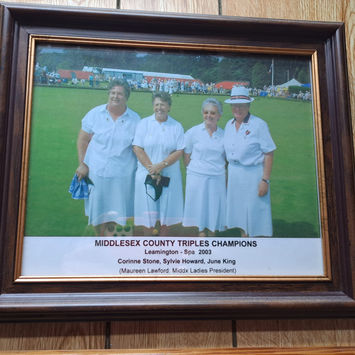 MIDDLESEX COUNTY TRIPLES CHAMPIONS
Leamington - Spa 2003
Corinne Stone, Sylvie Howard, June King
(Maureen Lawford: Middx Ladies President)